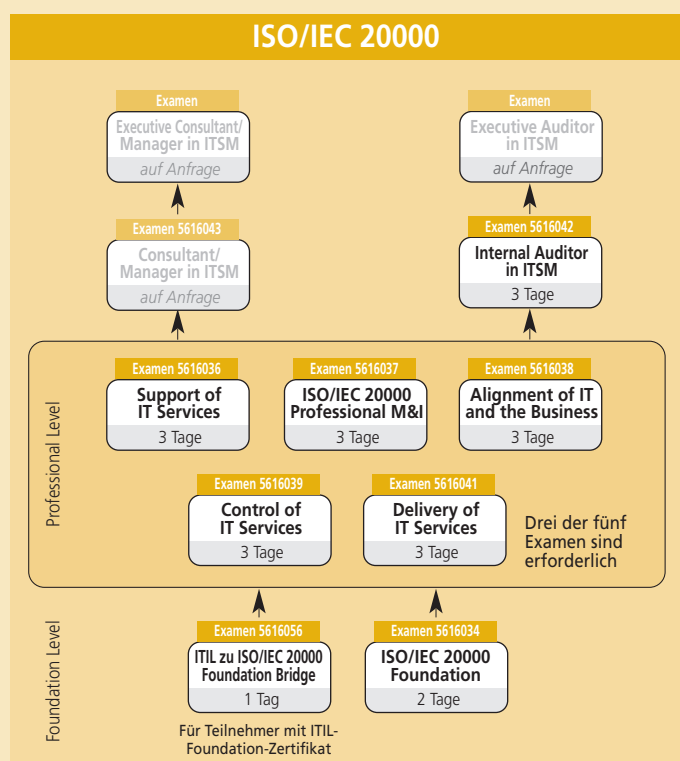 ISO/IEC 20000
Examen
Executive Consultant/
Manager in ITSM
auf Anfrage
Examen
Executive Auditor
in ITSM
auf Anfrage
Examen 5616043
Consultant/
Manager in ITSM
auf Anfrage
Examen 5616042
Internal Auditor
in ITSM
3 Tage
Professional Level
Examen 5616036
Support of
IT Services
3 Tage
Examen 5616037
ISO/IEC 20000
Professional M&I
3 Tage
Examen 5616038
Alignment of IT
and the Business
3 Tage
Examen 5616039
Control of
IT Services
3 Tage
Examen 5616041
Delivery of
IT Services
3 Tage
Drei der fünf
Examen sind
erforderlich
Foundation Level
Examen 5616056
ITIL zu ISO/IEC 20000
Foundation Bridge
1 Tag
Für Teilnehmer mit ITIL-
Foundation-Zertifikat
Examen 5616034
ISO/IEC 20000
Foundation
2 Tage